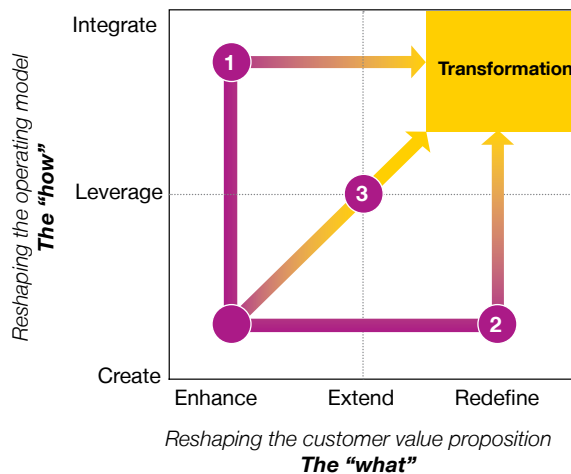 Integrate
1
Transformation
Reshaping the operating model
The “how”
Leverage
3
2
Create
Enhance
Extend
Redefine
Reshaping the customer value proposition
The “what”